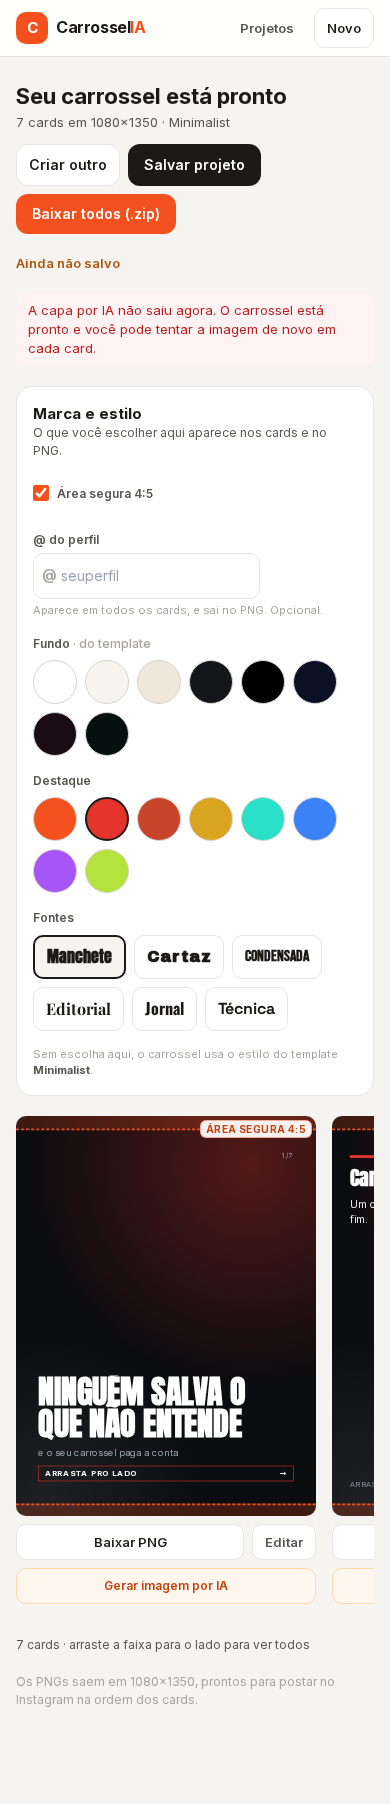 C CarrosselIA Projetos Novo
Seu carrossel está pronto
7 cards em 1080×1350 · Minimalist
Criar outro Salvar projeto
Baixar todos (.zip)
Ainda não salvo
A capa por IA não saiu agora. O carrossel está
pronto e você pode tentar a imagem de novo em
cada card.
Marca e estilo
O que você escolher aqui aparece nos cards e no
PNG.
Área segura 4:5
@ do perfil
@ seuperfil
Aparece em todos os cards, e sai no PNG. Opcional.
Fundo · do template
Destaque
Fontes
Manchete Cartaz CONDENSADA
Editorial Jornal Técnica
Sem escolha aqui, o carrossel usa o estilo do template
Minimalist.
ÁREA SEGURA 4:5
1/7
NINGUÉM SALVA O
QUE NÃO ENTENDE
e o seu carrossel paga a conta
ARRASTA PRO LADO →
Um
fim.
Baixar PNG Editar
Gerar imagem por IA
7 cards · arraste a faixa para o lado para ver todos
Os PNGs saem em 1080×1350, prontos para postar no
Instagram na ordem dos cards.